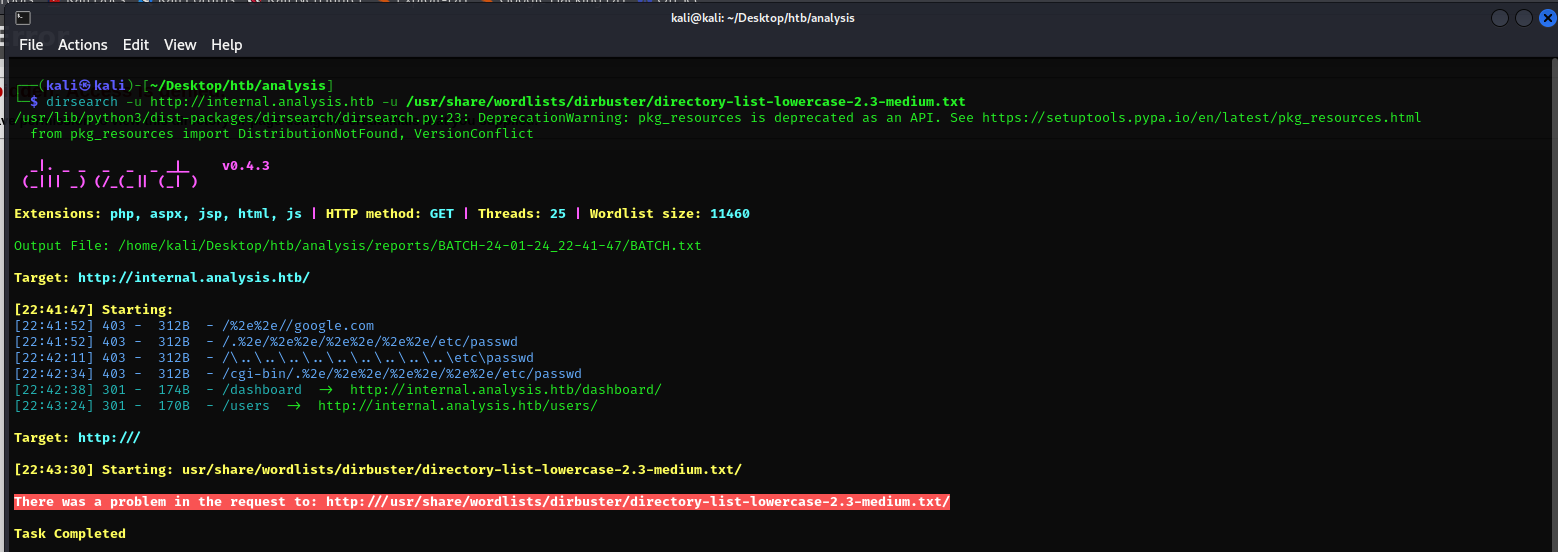 kali@kali: ~/Desktop/htb/analysis
File Actions Edit View Help
┌──(kali㉿kali)-[~/Desktop/htb/analysis]
└─$ dirsearch -u http://internal.analysis.htb -u /usr/share/wordlists/dirbuster/directory-list-lowercase-2.3-medium.txt
/usr/lib/python3/dist-packages/dirsearch/dirsearch.py:23: DeprecationWarning: pkg_resources is deprecated as an API. See https://setuptools.pypa.io/en/latest/pkg_resources.html
from pkg_resources import DistributionNotFound, VersionConflict
_|. _ _ _ _ _ _|_ v0.4.3
(_||| _) (/_(_|| (_| )
Extensions: php, aspx, jsp, html, js | HTTP method: GET | Threads: 25 | Wordlist size: 11460
Output File: /home/kali/Desktop/htb/analysis/reports/BATCH-24-01-24_22-41-47/BATCH.txt
Target: http://internal.analysis.htb/
[22:41:47] Starting:
[22:41:52] 403 - 312B - /%2e%2e//google.com
[22:41:52] 403 - 312B - /.%2e/%2e%2e/%2e%2e/%2e%2e/etc/passwd
[22:42:11] 403 - 312B - /\..\..\..\..\..\..\..\..\..\etc\passwd
[22:42:34] 403 - 312B - /cgi-bin/.%2e/%2e%2e/%2e%2e/%2e%2e/etc/passwd
[22:42:38] 301 - 174B - /dashboard -> http://internal.analysis.htb/dashboard/
[22:43:24] 301 - 170B - /users -> http://internal.analysis.htb/users/
Target: http:///
[22:43:30] Starting: usr/share/wordlists/dirbuster/directory-list-lowercase-2.3-medium.txt/
There was a problem in the request to: http:///usr/share/wordlists/dirbuster/directory-list-lowercase-2.3-medium.txt/
Task Completed